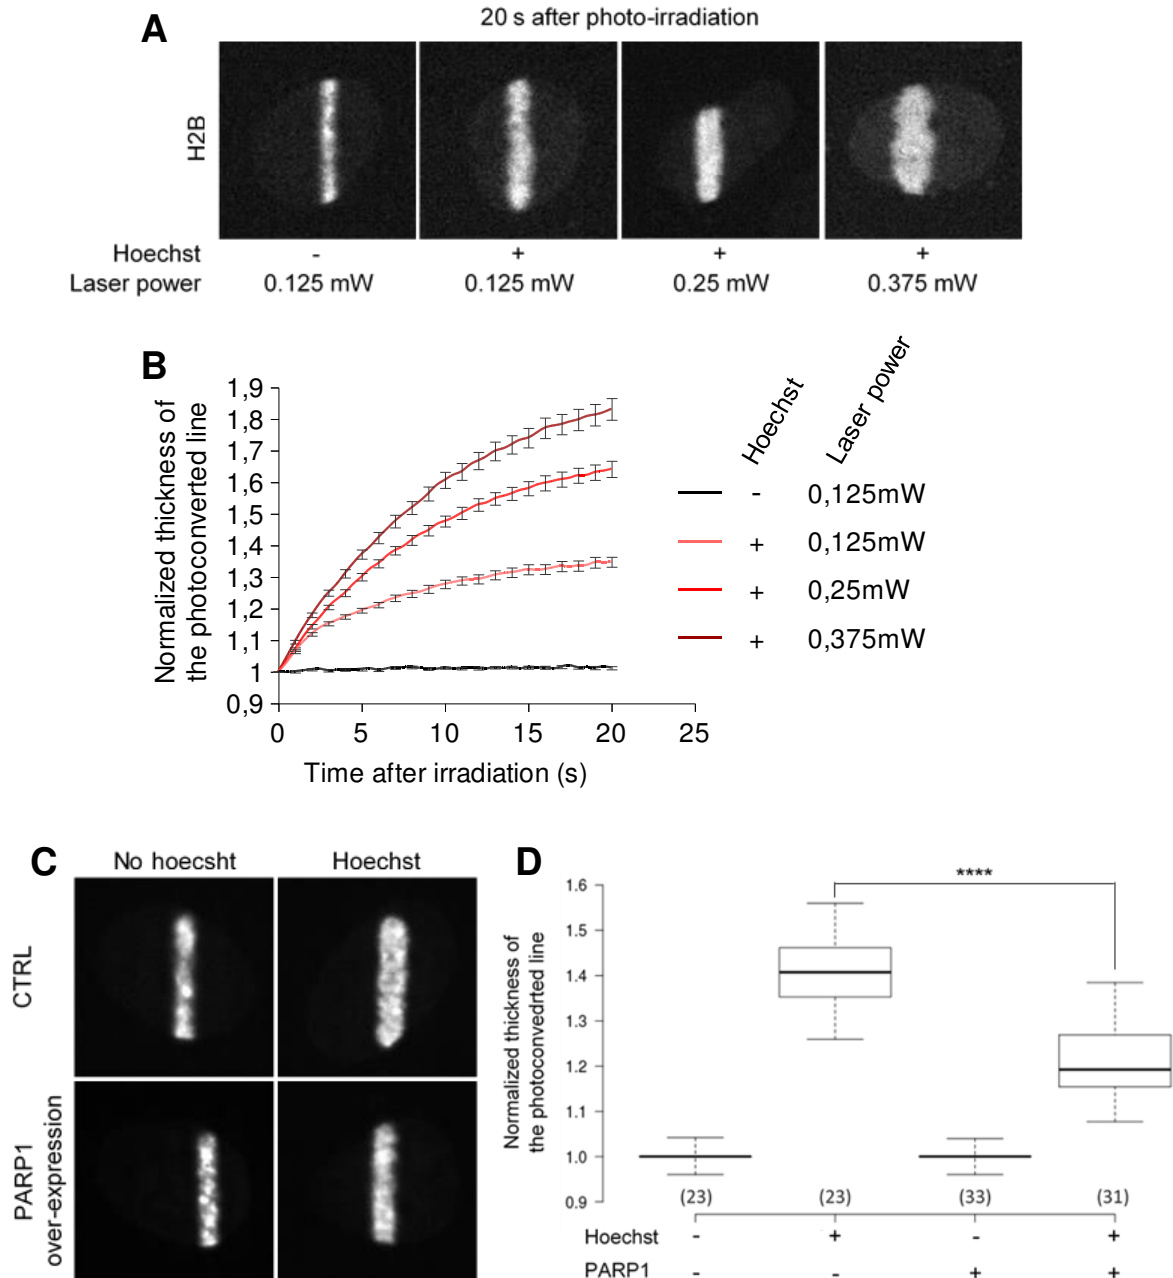 A
20 s after photo-irradiation
H2B
Hoechst - + + +
Laser power 0.125 mW 0.125 mW 0.25 mW 0.375 mW
B
Normalized thickness of
the photoconverted line
1,9
1,8
1,7
1,6
1,5
1,4
1,3
1,2
1,1
1
0,9
0 5 10 15 20 25
Time after irradiation (s)
Hoechst Laser power
- 0,125mW
+ 0,125mW
+ 0,25mW
+ 0,375mW
C
No hoecsht Hoechst
CTRL
PARP1
over-expression
D
Normalized thickness of
the photoconvedrted line
1.6
1.5
1.4
1.3
1.2
1.1
1.0
0.9
****
(23) (23) (33) (31)
Hoechst - + - +
PARP1 - - + +